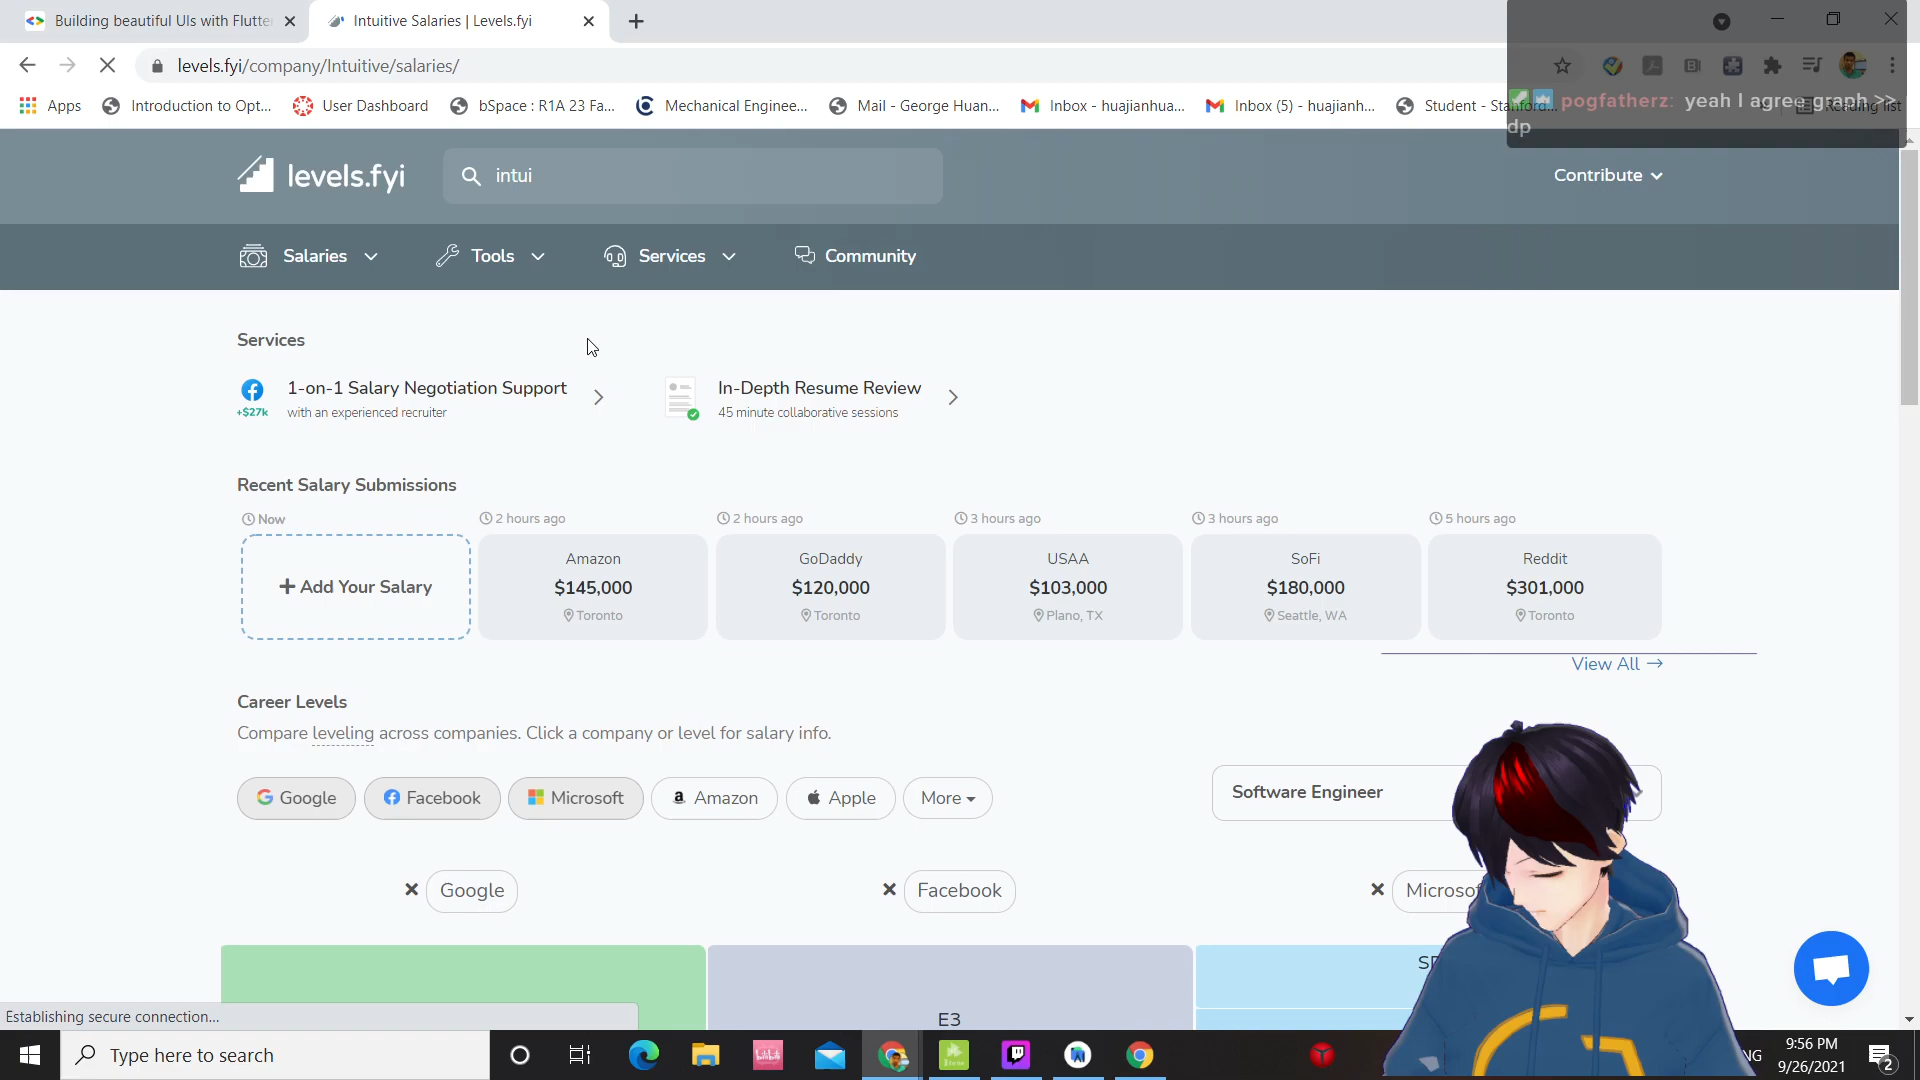 Building beautiful UIs with Flutte
Intuitive Salaries | Levels.fyi
levels.fyi/company/Intuitive/salaries/
Apps
Introduction to Opt...
User Dashboard
bSpace : R1A 23 Fa...
Mechanical Enginee...
Mail - George Huan...
Inbox - huajianhua...
Inbox (5) - huajianh...
Student - Stanford...
Reading list
pogfatherz: yeah I agree graph >>
dp
levels.fyi
intui
Contribute
Salaries
Tools
Services
Community
Services
1-on-1 Salary Negotiation Support
+$27k
with an experienced recruiter
In-Depth Resume Review
45 minute collaborative sessions
Recent Salary Submissions
Now
2 hours ago
2 hours ago
3 hours ago
3 hours ago
5 hours ago
+ Add Your Salary
Amazon
$145,000
Toronto
GoDaddy
$120,000
Toronto
USAA
$103,000
Plano, TX
SoFi
$180,000
Seattle, WA
Reddit
$301,000
Toronto
View All →
Career Levels
Compare leveling across companies. Click a company or level for salary info.
Google
Facebook
Microsoft
Amazon
Apple
More
Software Engineer
× Google
× Facebook
× Microsof
E3
Establishing secure connection...
Type here to search
NG
9:56 PM
9/26/2021
2